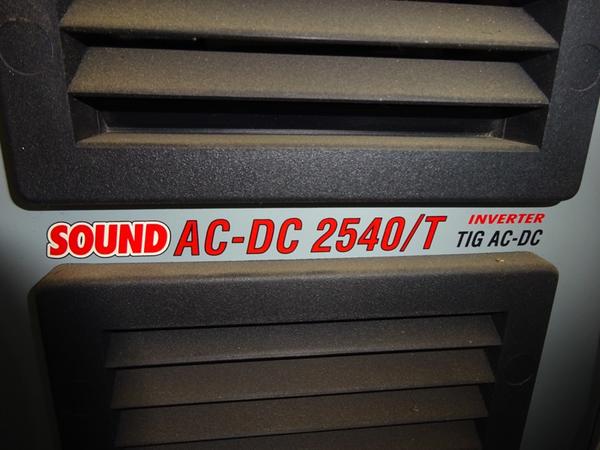 SOUND AC-DC 2540/T INVERTER
TIG AC-DC